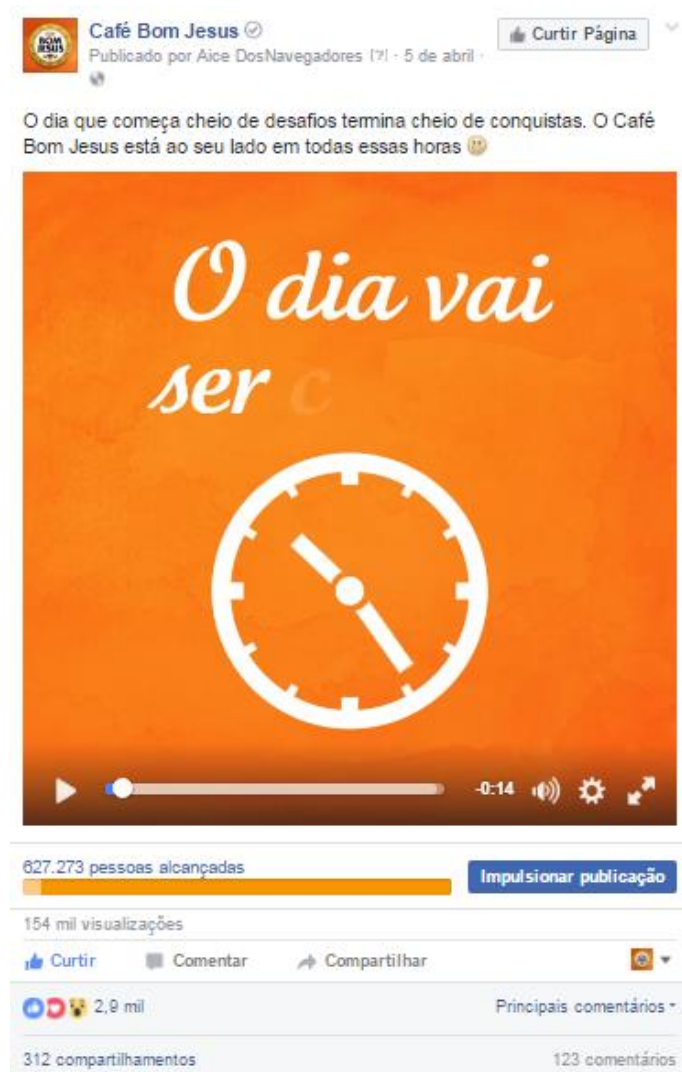 Café Bom Jesus
Curtir Página
BOM
JESUS
Publicado por Aice DosNavegadores [?] · 5 de abril ·
O dia que começa cheio de desafios termina cheio de conquistas. O Café
Bom Jesus está ao seu lado em todas essas horas
O dia vai
ser c
-0:14
627.273 pessoas alcançadas
Impulsionar publicação
154 mil visualizações
Curtir Comentar Compartilhar
2,9 mil Principais comentários
312 compartilhamentos 123 comentários